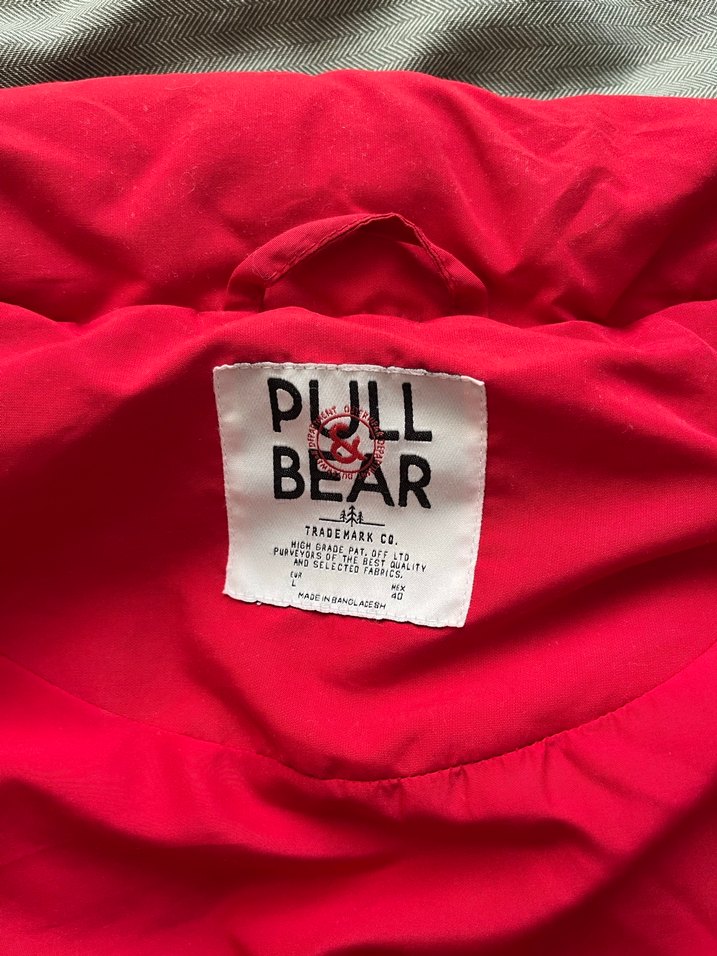 PULL
&
BEAR
TRADEMARK CO.
HIGH GRADE PAT. OFF LTD
PURVEYORS OF THE BEST QUALITY
AND SELECTED FABRICS.
EUR MEX
L 40
MADE IN BANGLADESH